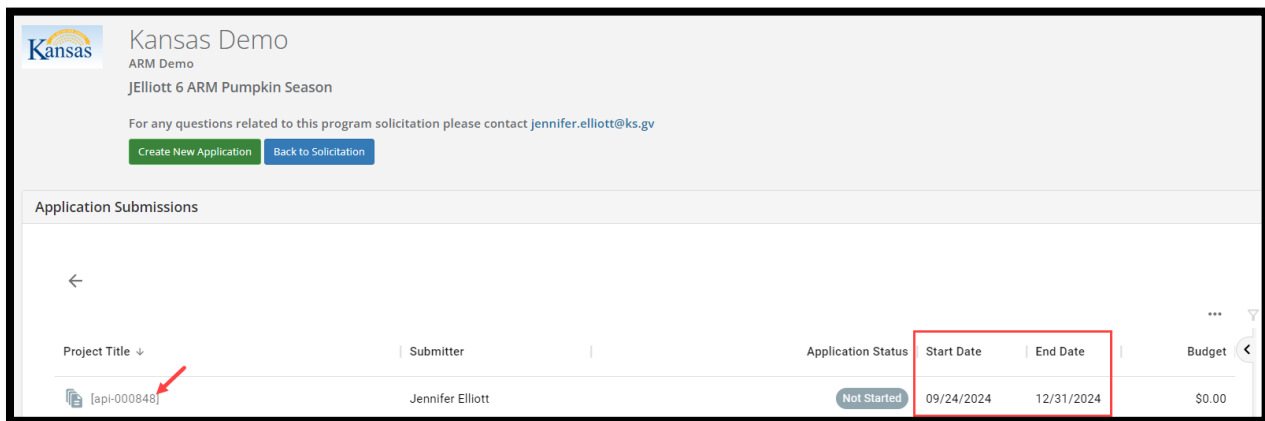 Kansas
Kansas Demo
ARM Demo
JElliott 6 ARM Pumpkin Season
For any questions related to this program solicitation please contact jennifer.elliott@ks.gv
Create New Application Back to Solicitation
Application Submissions
Project Title Submitter Application Status Start Date End Date Budget
[api-000848] Jennifer Elliott Not Started 09/24/2024 12/31/2024 $0.00